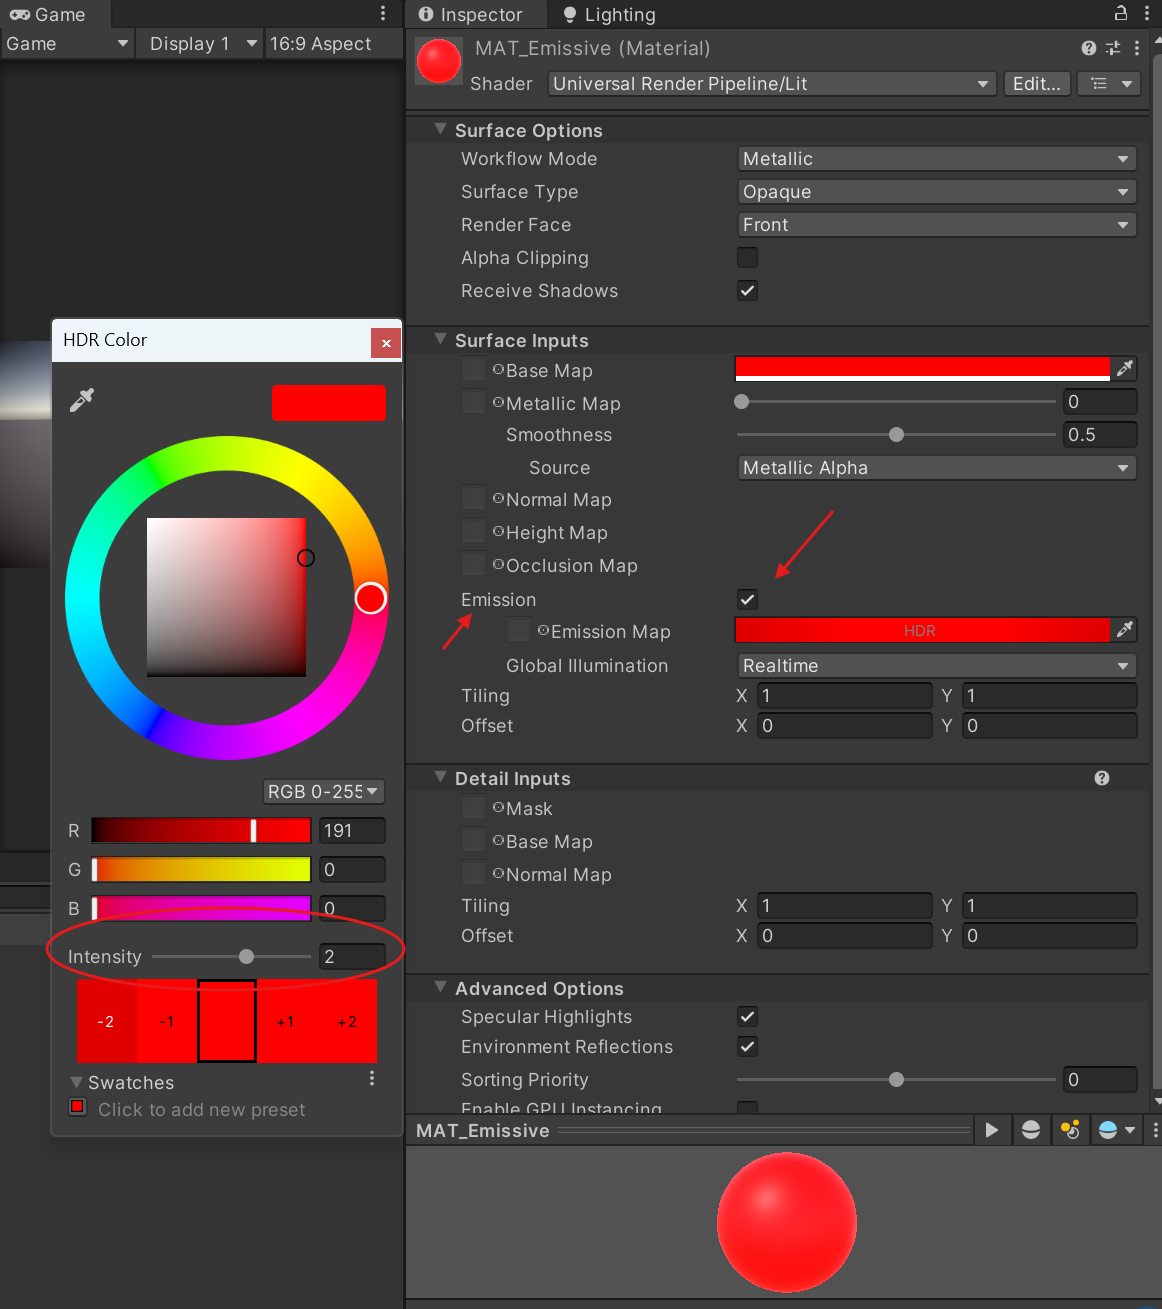 Game
Game Display 1 16:9 Aspect
Inspector Lighting
MAT_Emissive (Material)
Shader Universal Render Pipeline/Lit Edit...
Surface Options
Workflow Mode Metallic
Surface Type Opaque
Render Face Front
Alpha Clipping
Receive Shadows
Surface Inputs
Base Map
Metallic Map 0
Smoothness 0.5
Source Metallic Alpha
Normal Map
Height Map
Occlusion Map
Emission
Emission Map HDR
Global Illumination Realtime
Tiling X 1 Y 1
Offset X 0 Y 0
Detail Inputs
Mask
Base Map
Normal Map
Tiling X 1 Y 1
Offset X 0 Y 0
Advanced Options
Specular Highlights
Environment Reflections
Sorting Priority 0
Enable GPU Instancing
MAT_Emissive
HDR Color
RGB 0-255
R 191
G 0
B 0
Intensity 2
-2 -1 +1 +2
Swatches
Click to add new preset